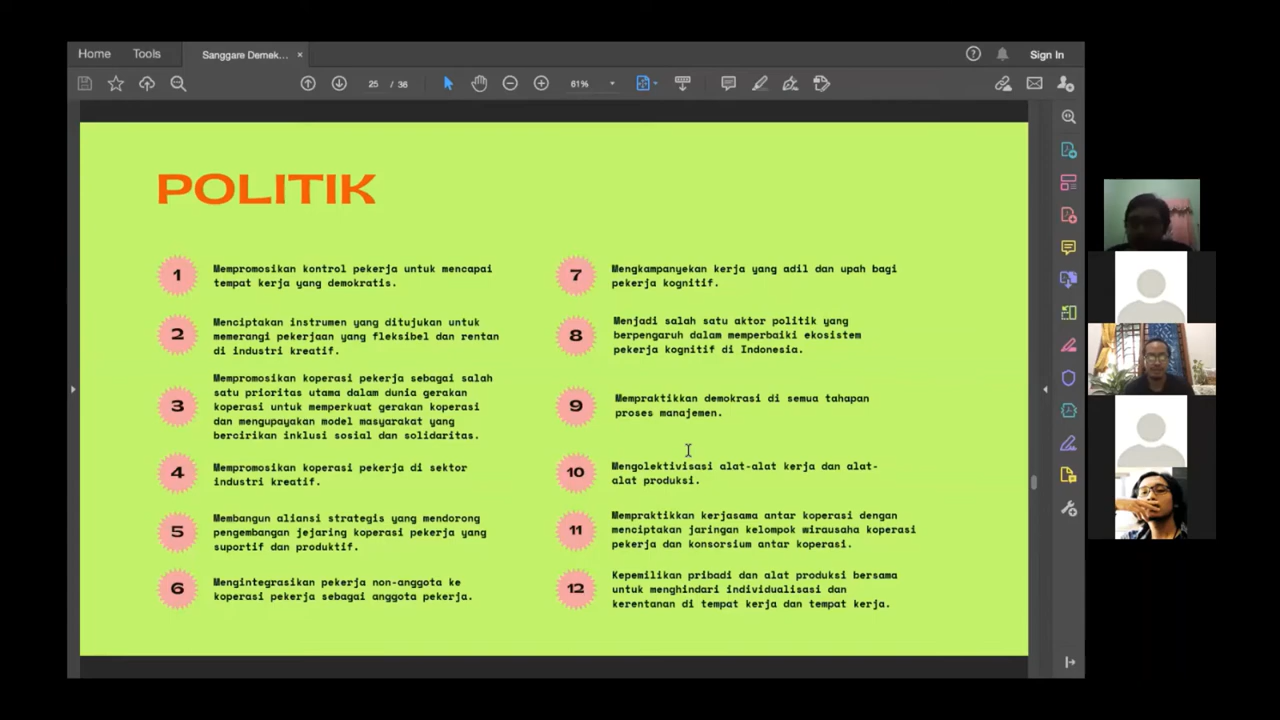 Home Tools Sanggare Demek... × Sign In
25 / 36 61%
POLITIK
1
Mempromosikan kontrol pekerja untuk mencapai
tempat kerja yang demokratis.
2
Menciptakan instrumen yang ditujukan untuk
memerangi pekerjaan yang fleksibel dan rentan
di industri kreatif.
3
Mempromosikan koperasi pekerja sebagai salah
satu prioritas utama dalam dunia gerakan
koperasi untuk memperkuat gerakan koperasi
dan mengupayakan model masyarakat yang
bercirikan inklusi sosial dan solidaritas.
4
Mempromosikan koperasi pekerja di sektor
industri kreatif.
5
Membangun aliansi strategis yang mendorong
pengembangan jejaring koperasi pekerja yang
suportif dan produktif.
6
Mengintegrasikan pekerja non-anggota ke
koperasi pekerja sebagai anggota pekerja.
7
Mengkampanyekan kerja yang adil dan upah bagi
pekerja kognitif.
8
Menjadi salah satu aktor politik yang
berpengaruh dalam memperbaiki ekosistem
pekerja kognitif di Indonesia.
9
Mempraktikkan demokrasi di semua tahapan
proses manajemen.
10
Mengolektivisasi alat-alat kerja dan alat-
alat produksi.
11
Mempraktikkan kerjasama antar koperasi dengan
menciptakan jaringan kelompok wirausaha koperasi
pekerja dan konsorsium antar koperasi.
12
Kepemilikan pribadi dan alat produksi bersama
untuk menghindari individualisasi dan
kerentanan di tempat kerja dan tempat kerja.